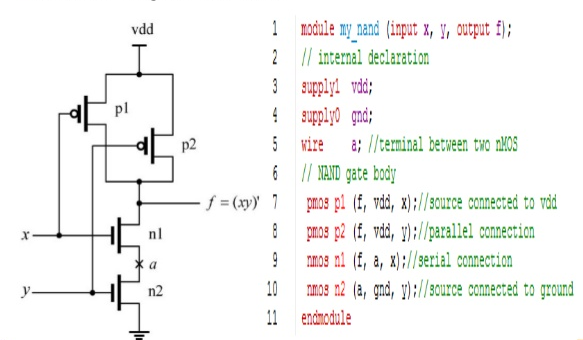 vdd
p1
p2
f = (xy)'
x
n1
a
y
n2
1 module my_nand (input x, y, output f);
2 // internal declaration
3 supply1 vdd;
4 supply0 gnd;
5 wire a; //terminal between two nMOS
6 // NAND gate body
7 pmos p1 (f, vdd, x);//source connected to vdd
8 pmos p2 (f, vdd, y);//parallel connection
9 nmos n1 (f, a, x);//serial connection
10 nmos n2 (a, gnd, y);//source connected to ground
11 endmodule